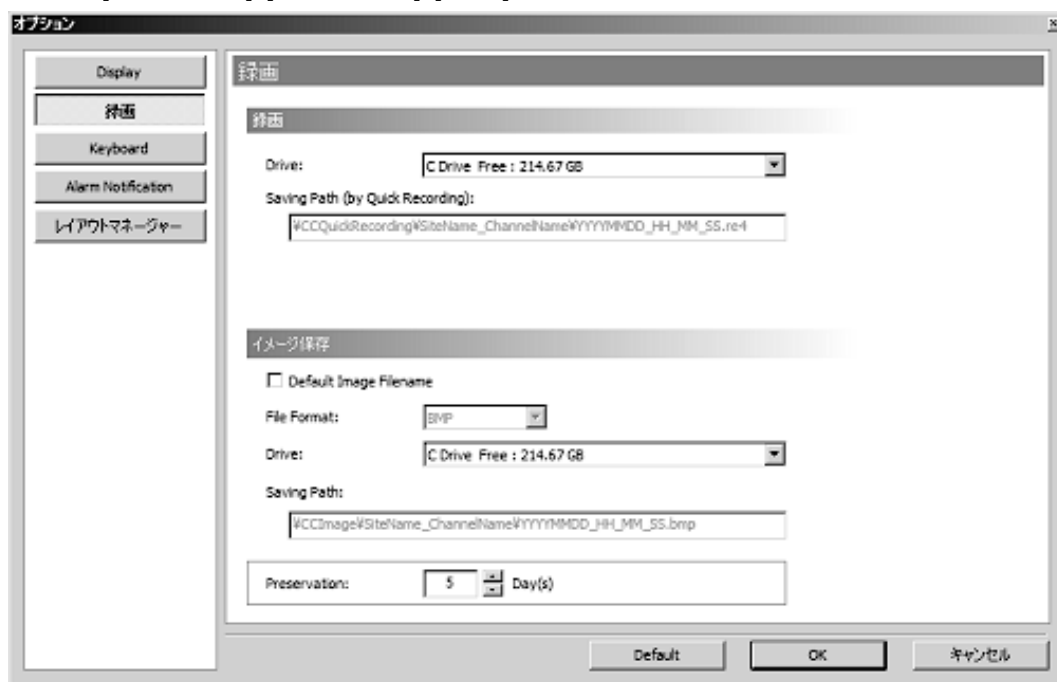 オプション
Display
録画
Keyboard
Alarm Notification
レイアウトマネージャー
録画
録画
Drive:
C Drive Free : 214.67 GB
Saving Path (by Quick Recording):
¥CCQuickRecording¥SiteName_ChannelName¥YYYYMMDD_HH_MM_SS.re4
イメージ保存
Default Image Filename
File Format:
BMP
Drive:
C Drive Free : 214.67 GB
Saving Path:
¥CCImage¥SiteName_ChannelName¥YYYYMMDD_HH_MM_SS.bmp
Preservation:
5
Day(s)
Default
OK
キャンセル